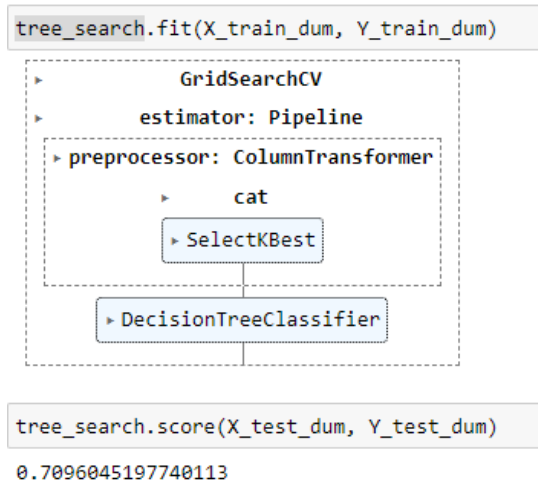 tree_search.fit(X_train_dum, Y_train_dum)
GridSearchCV
estimator: Pipeline
preprocessor: ColumnTransformer
cat
SelectKBest
DecisionTreeClassifier
tree_search.score(X_test_dum, Y_test_dum)
0.7096045197740113